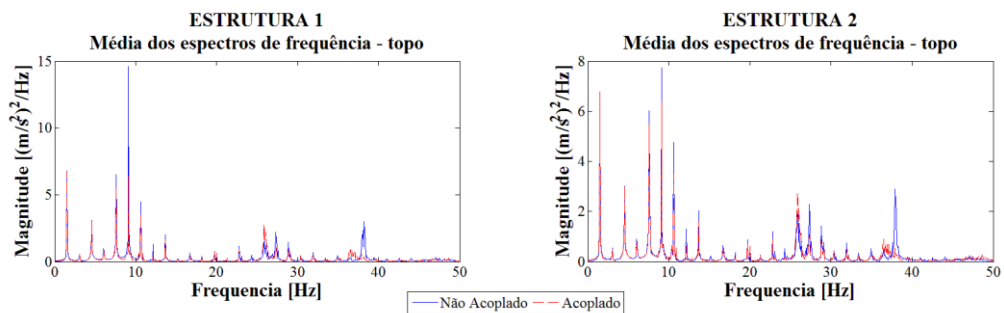 ESTRUTURA 1
Média dos espectros de frequência - topo
Magnitude [(m/s²)²/Hz]
15
10
5
0
0 10 20 30 40 50
Frequencia [Hz]
ESTRUTURA 2
Média dos espectros de frequência - topo
Magnitude [(m/s²)²/Hz]
8
6
4
2
0
0 10 20 30 40 50
Frequencia [Hz]
Não Acoplado Acoplado